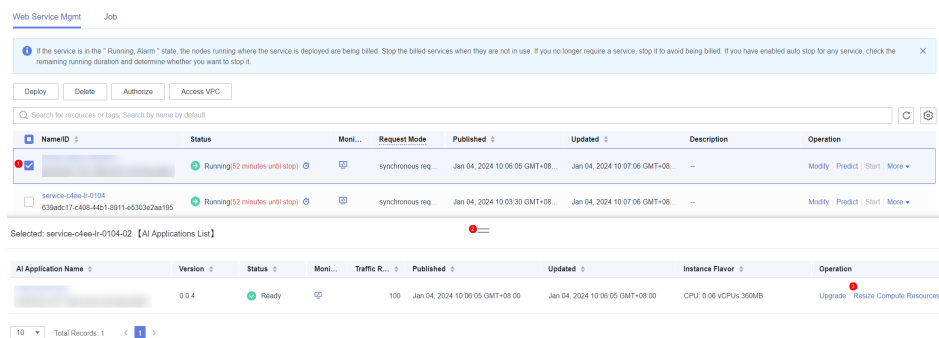 Web Service Mgmt Job
If the service is in the " Running, Alarm " state, the nodes running where the service is deployed are being billed. Stop the billed services when they are not in use. If you no longer require a service, stop it to avoid being billed. If you have enabled auto stop for any service, check the
remaining running duration and determine whether you want to stop it.
Deploy Delete Authorize Access VPC
Search for resources or tags, Search by name by default.
Name/ID Status Moni... Request Mode Published Updated Description Operation
1 Running(52 minutes until stop) synchronous req... Jan 04, 2024 10:06:05 GMT+08... Jan 04, 2024 10:07:06 GMT+08... -- Modify Predict Start More
service-c4ee-lr-0104
639adc17-c408-44b1-8911-e5303e2aa195 Running(52 minutes until stop) synchronous req... Jan 04, 2024 10:03:30 GMT+08... Jan 04, 2024 10:07:06 GMT+08... -- Modify Predict Start More
Selected: service-c4ee-lr-0104-02 【AI Applications List】 2
AI Application Name Version Status Moni... Traffic R... Published Updated Instance Flavor Operation
3
0.0.4 Ready 100 Jan 04, 2024 10:06:05 GMT+08:00 Jan 04, 2024 10:06:05 GMT+08:00 CPU: 0.06 vCPUs 360MB Upgrade Resize Compute Resources
10 Total Records: 1 < 1 >